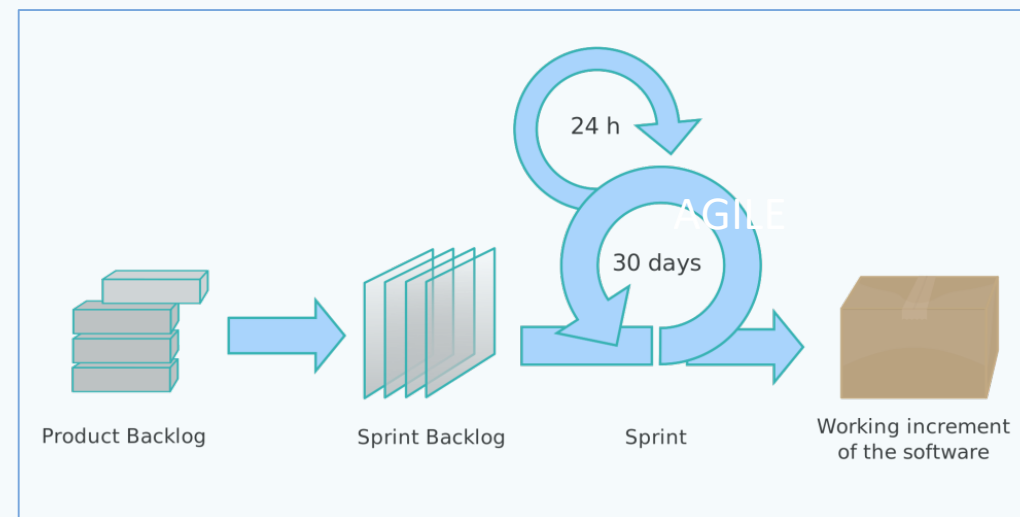 24 h
AGILE
30 days
Product Backlog
Sprint Backlog
Sprint
Working increment
of the software